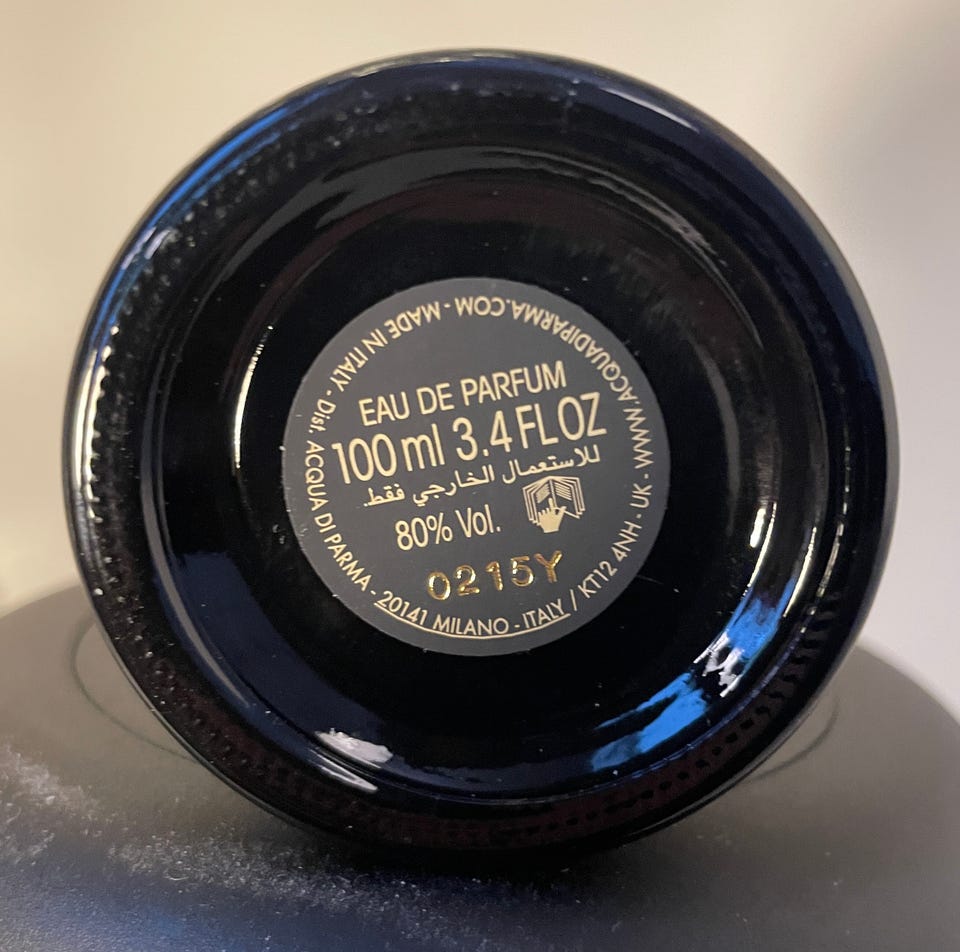 EAU DE PARFUM
100 ml 3.4 FL OZ
للاستعمال الخارجي فقط.
80% Vol.
0215Y
MADE IN ITALY - Dist. ACQUA DI PARMA - 20141 MILANO - ITALY / KT12 4NH - UK - WWW.ACQUADIPARMA.COM -